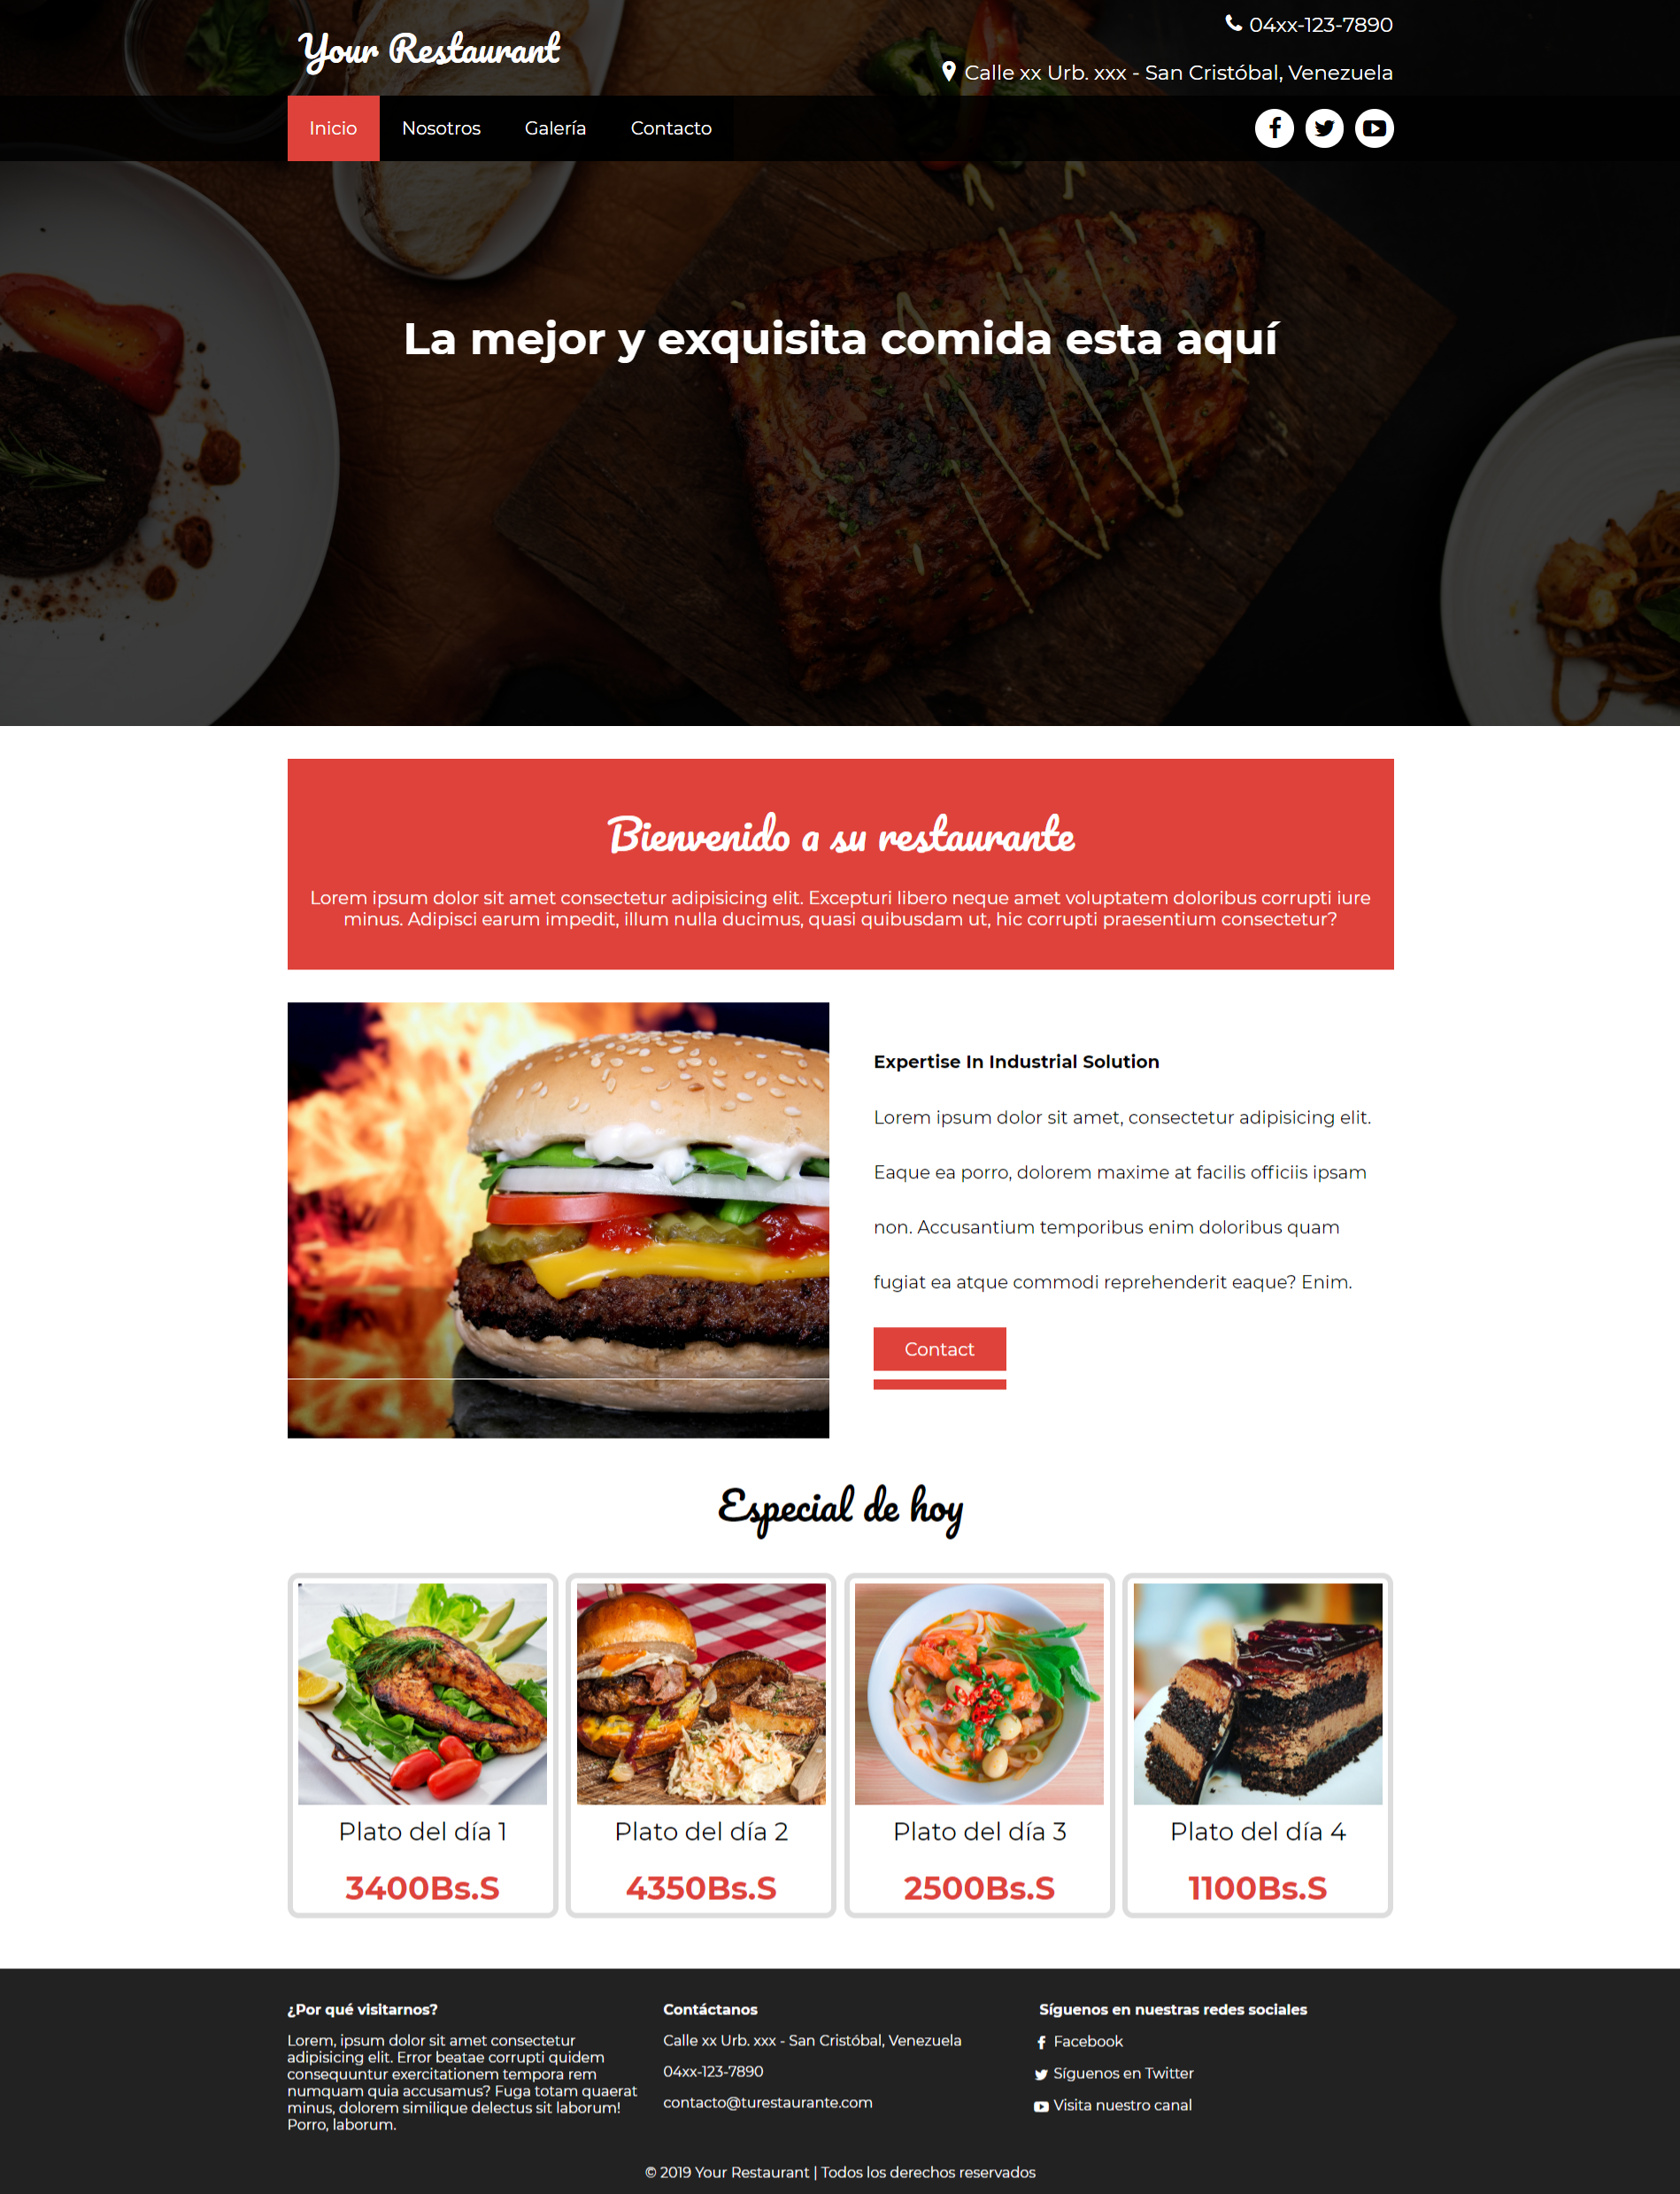 Your Restaurant
04xx-123-7890
Calle xx Urb. xxx - San Cristóbal, Venezuela
Inicio Nosotros Galería Contacto
La mejor y exquisita comida esta aquí
Bienvenido a su restaurante
Lorem ipsum dolor sit amet consectetur adipisicing elit. Excepturi libero neque amet voluptatem doloribus corrupti iure
minus. Adipisci earum impedit, illum nulla ducimus, quasi quibusdam ut, hic corrupti praesentium consectetur?
Expertise In Industrial Solution
Lorem ipsum dolor sit amet, consectetur adipisicing elit.
Eaque ea porro, dolorem maxime at facilis officiis ipsam
non. Accusantium temporibus enim doloribus quam
fugiat ea atque commodi reprehenderit eaque? Enim.
Contact
Especial de hoy
Plato del día 1
3400Bs.S
Plato del día 2
4350Bs.S
Plato del día 3
2500Bs.S
Plato del día 4
1100Bs.S
¿Por qué visitarnos?
Lorem, ipsum dolor sit amet consectetur
adipisicing elit. Error beatae corrupti quidem
consequuntur exercitationem tempora rem
numquam quia accusamus? Fuga totam quaerat
minus, dolorem similique delectus sit laborum!
Porro, laborum.
Contáctanos
Calle xx Urb. xxx - San Cristóbal, Venezuela
04xx-123-7890
contacto@turestaurante.com
Síguenos en nuestras redes sociales
Facebook
Síguenos en Twitter
Visita nuestro canal
© 2019 Your Restaurant | Todos los derechos reservados